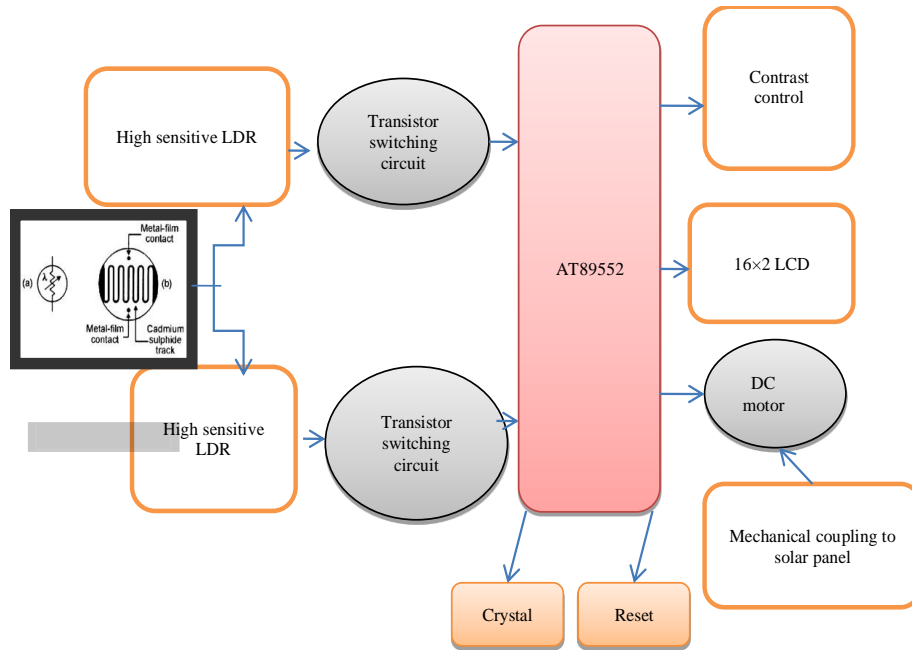 High sensitive LDR
Transistor
switching
circuit
AT89552
Contrast
control
16×2 LCD
DC
motor
Mechanical coupling to
solar panel
Metal-film
contact
(a)
λ
(b)
Metal-film
contact
Cadmium
sulphide
track
High sensitive
LDR
Transistor
switching
circuit
Crystal
Reset